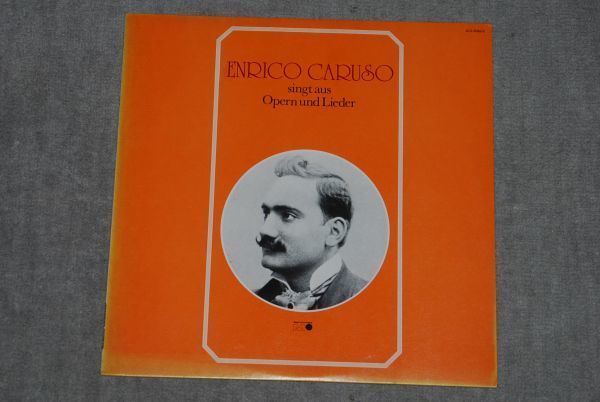 ENRICO CARUSO
singt aus
Opern und Lieder